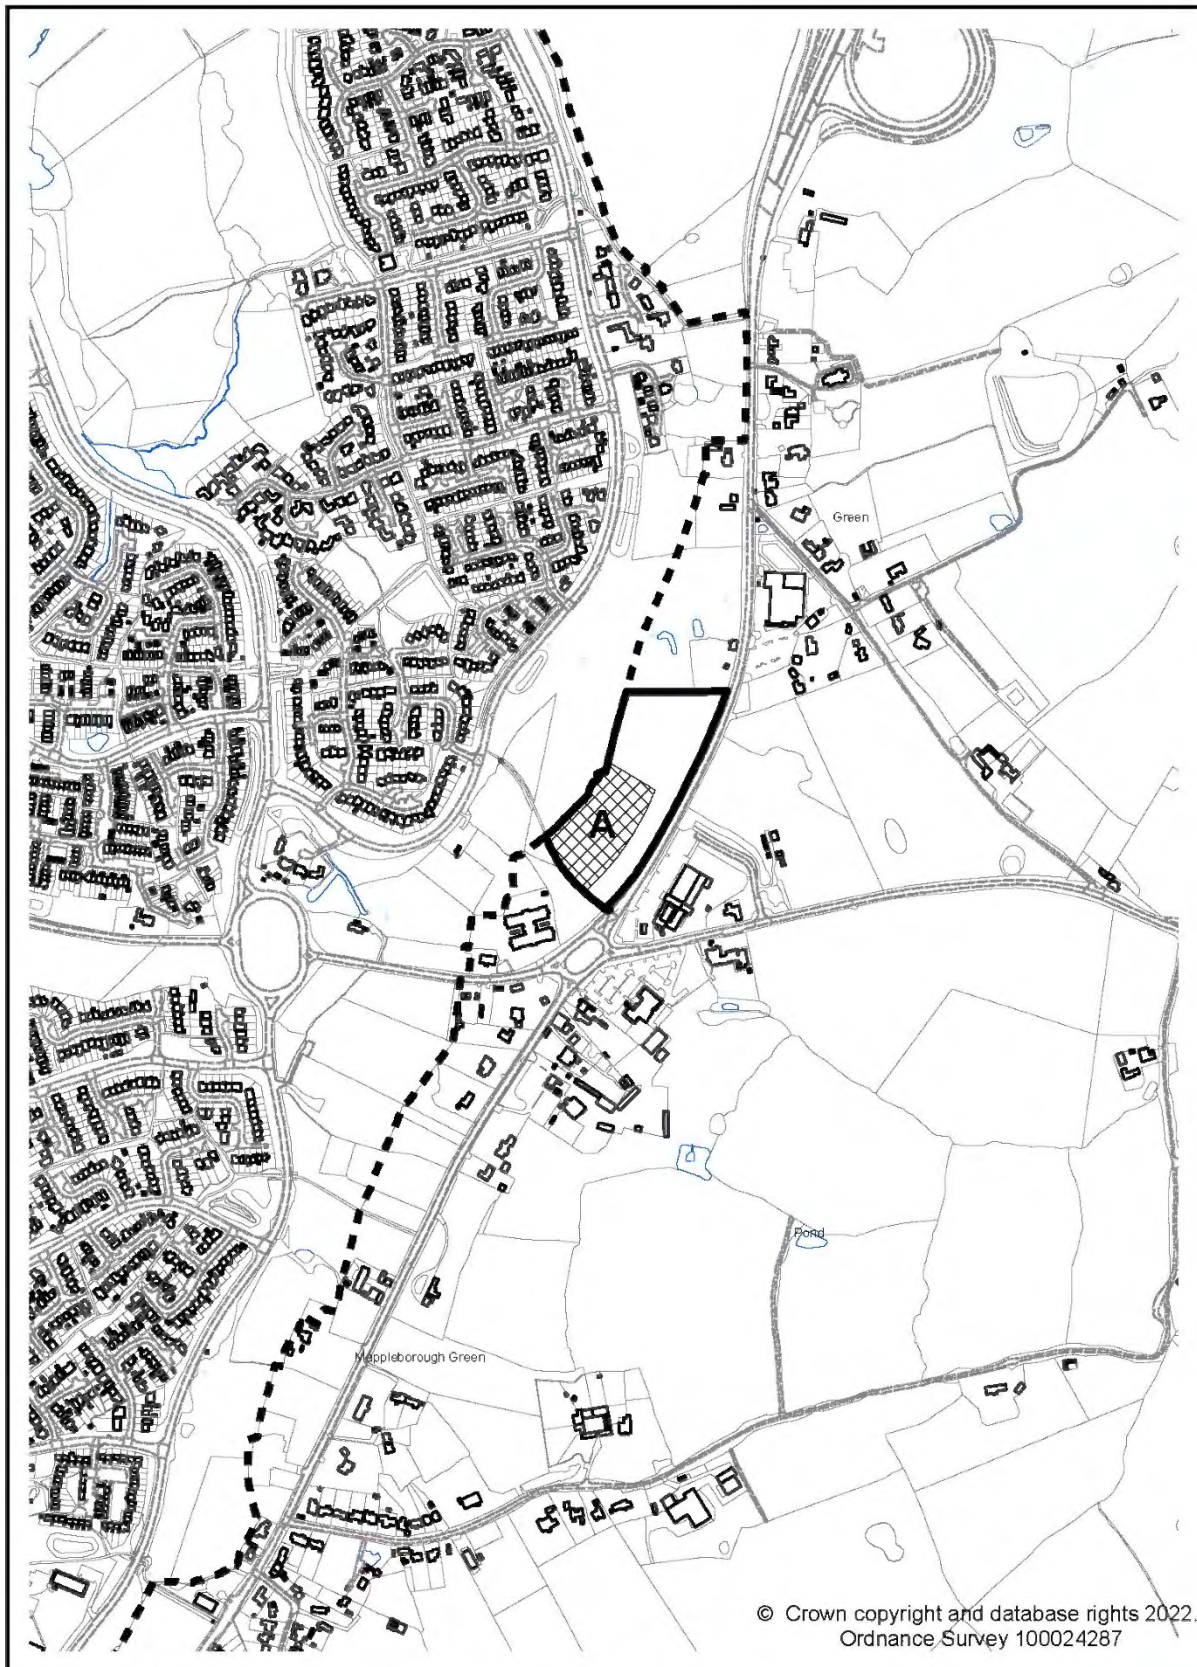 Green
A
Pond
Mappleborough Green
© Crown copyright and database rights 2022.
Ordnance Survey 100024287